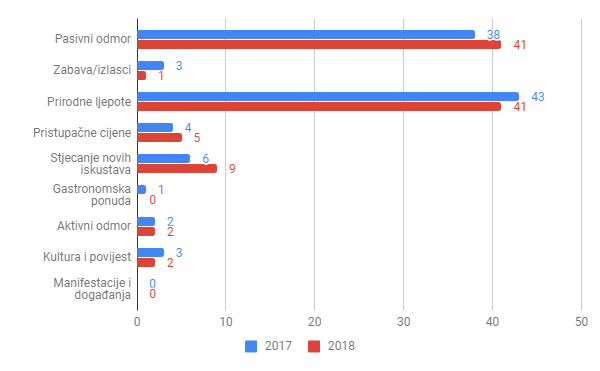 Pasivni odmor
38
41
Zabava/izlasci
3
1
Prirodne ljepote
43
41
Pristupačne cijene
4
5
Stjecanje novih
iskustava
6
9
Gastronomska
ponuda
1
0
Aktivni odmor
2
2
Kultura i povijest
3
2
Manifestacije i
događanja
0
0
0 10 20 30 40 50
2017 2018